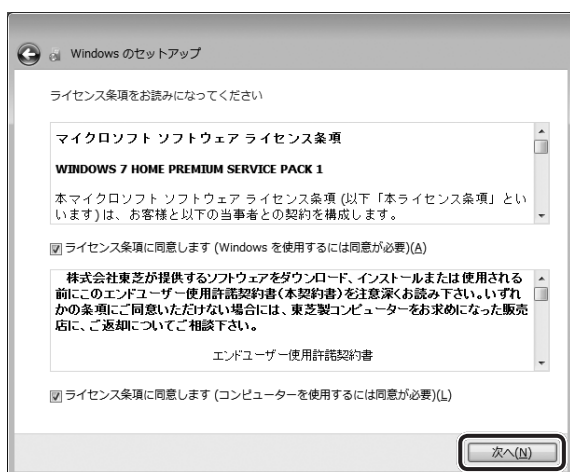 Windows のセットアップ
ライセンス条項をお読みになってください
マイクロソフト ソフトウェア ライセンス条項
WINDOWS 7 HOME PREMIUM SERVICE PACK 1
本マイクロソフト ソフトウェア ライセンス条項 (以下「本ライセンス条項」とい
います) は、お客様と以下の当事者との契約を構成します。
ライセンス条項に同意します (Windows を使用するには同意が必要)(A)
株式会社東芝が提供するソフトウェアをダウンロード、インストールまたは使用される
前にこのエンドユーザー使用許諾契約書(本契約書)を注意深くお読み下さい。いずれ
かの条項にご同意いただけない場合には、東芝製コンピューターをお求めになった販売
店に、ご返却についてご相談下さい。
エンドユーザー使用許諾契約書
ライセンス条項に同意します (コンピューターを使用するには同意が必要)(L)
次へ(N)